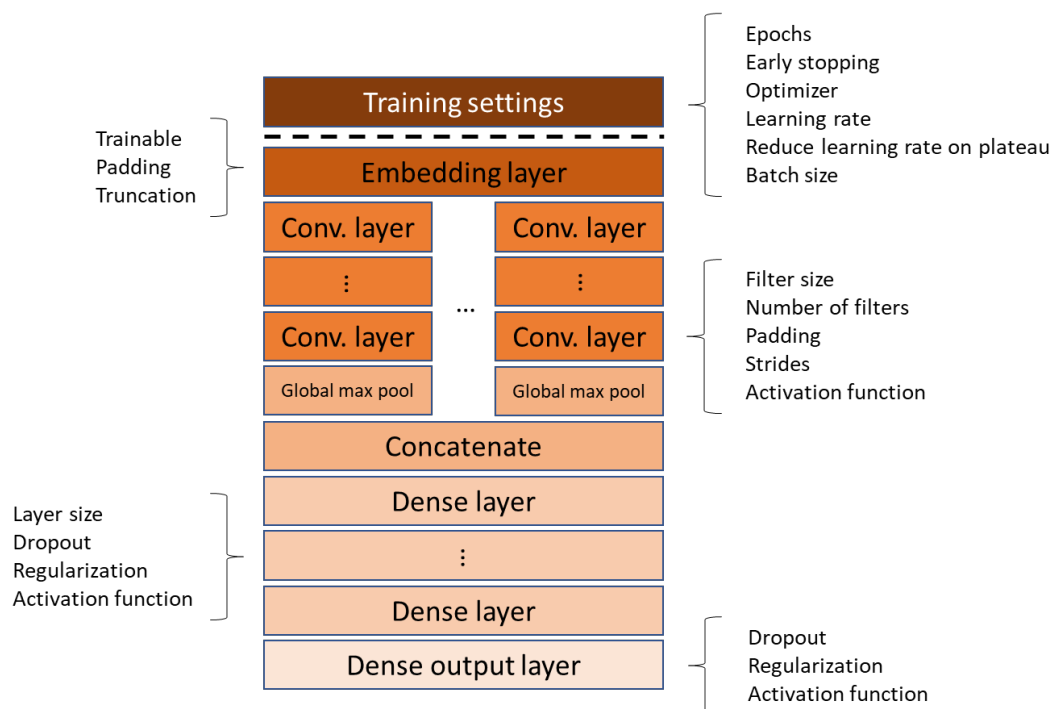 Epochs
Early stopping
Optimizer
Learning rate
Reduce learning rate on plateau
Batch size
Training settings
Trainable
Padding
Truncation
Embedding layer
Conv. layer
Conv. layer
⋮
⋮
...
Conv. layer
Conv. layer
Global max pool
Global max pool
Filter size
Number of filters
Padding
Strides
Activation function
Concatenate
Dense layer
⋮
Dense layer
Layer size
Dropout
Regularization
Activation function
Dense output layer
Dropout
Regularization
Activation function